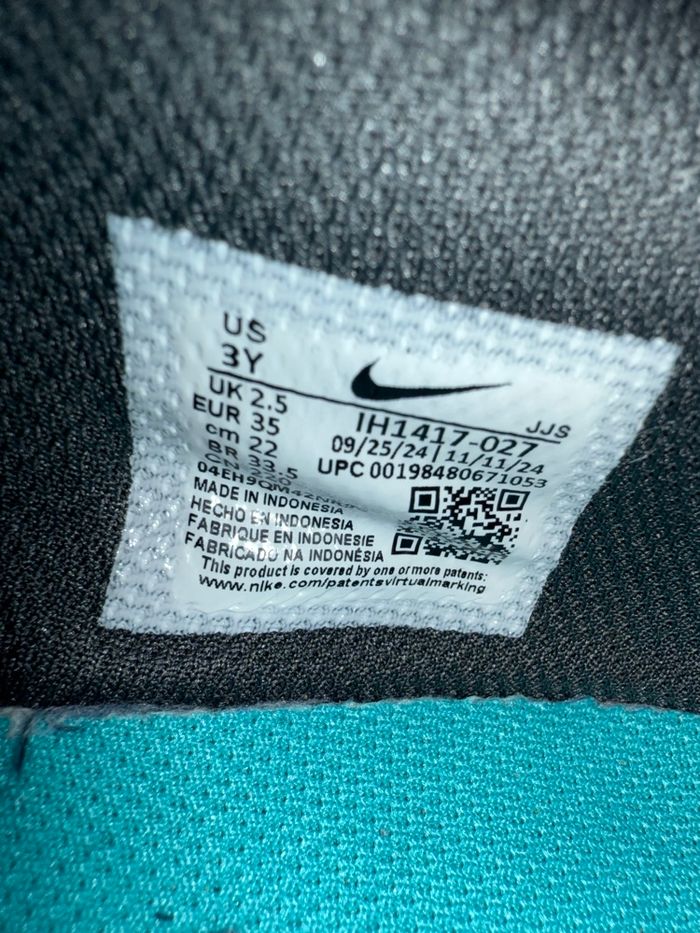 US
3Y
UK 2.5
EUR 35
cm 22
BR 33.5
JJS
IH1417-027
09/25/24 | 11/11/24
UPC 00198480671053
MADE IN INDONESIA
HECHO EN INDONESIA
FABRIQUE EN INDONESIE
FABRICADO NA INDONÉSIA
This product is covered by one or more patents:
www.nike.com/patentsvirtualmarking